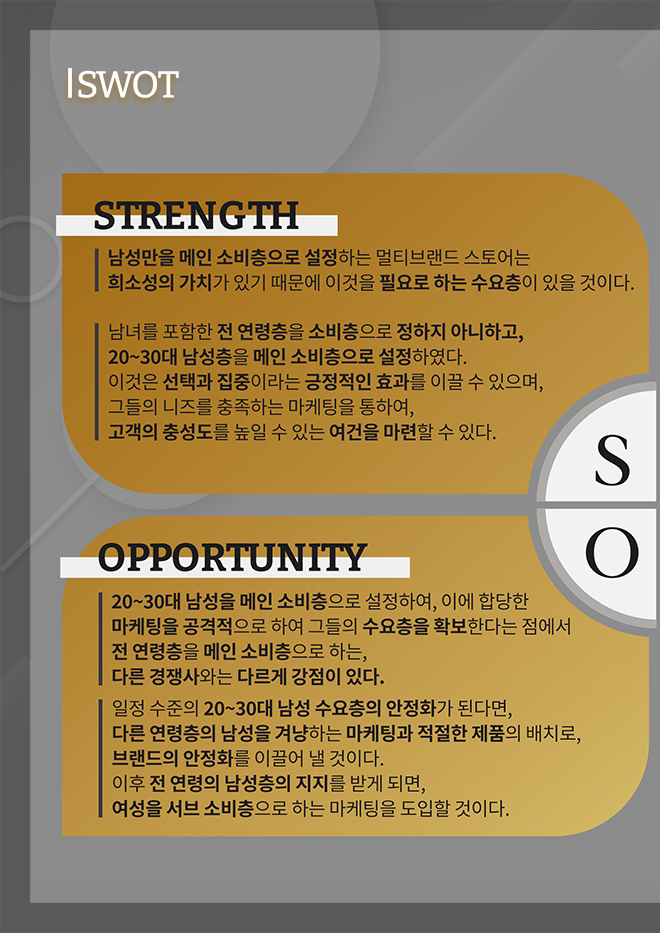 |SWOT
STRENGTH
남성만을 메인 소비층으로 설정하는 멀티브랜드 스토어는
희소성의 가치가 있기 때문에 이것을 필요로 하는 수요층이 있을 것이다.
남녀를 포함한 전 연령층을 소비층으로 정하지 아니하고,
20~30대 남성층을 메인 소비층으로 설정하였다.
이것은 선택과 집중이라는 긍정적인 효과를 이끌 수 있으며,
그들의 니즈를 충족하는 마케팅을 통하여,
고객의 충성도를 높일 수 있는 여건을 마련할 수 있다.
S
O
OPPORTUNITY
20~30대 남성을 메인 소비층으로 설정하여, 이에 합당한
마케팅을 공격적으로 하여 그들의 수요층을 확보한다는 점에서
전 연령층을 메인 소비층으로 하는,
다른 경쟁사와는 다르게 강점이 있다.
일정 수준의 20~30대 남성 수요층의 안정화가 된다면,
다른 연령층의 남성을 겨냥하는 마케팅과 적절한 제품의 배치로,
브랜드의 안정화를 이끌어 낼 것이다.
이후 전 연령의 남성층의 지지를 받게 되면,
여성을 서브 소비층으로 하는 마케팅을 도입할 것이다.